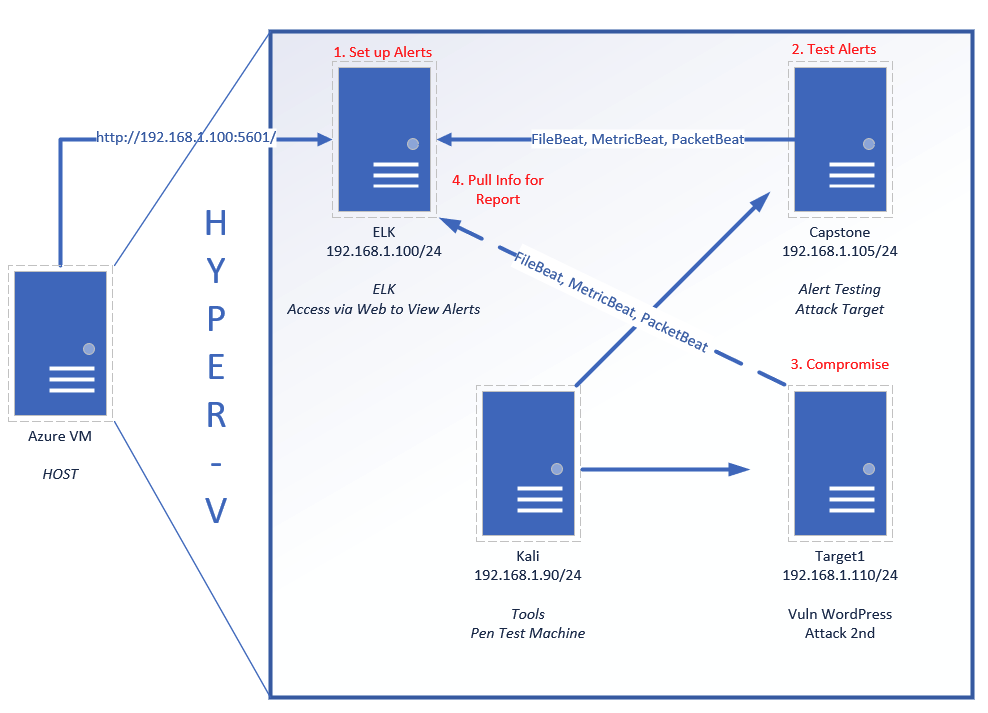 1. Set up Alerts
2. Test Alerts
http://192.168.1.100:5601/
FileBeat, MetricBeat, PacketBeat
4. Pull Info for
Report
ELK
192.168.1.100/24
ELK
Access via Web to View Alerts
Capstone
192.168.1.105/24
Alert Testing
Attack Target
HYPER-V
FileBeat, MetricBeat, PacketBeat
3. Compromise
Azure VM
HOST
Kali
192.168.1.90/24
Tools
Pen Test Machine
Target1
192.168.1.110/24
Vuln WordPress
Attack 2nd